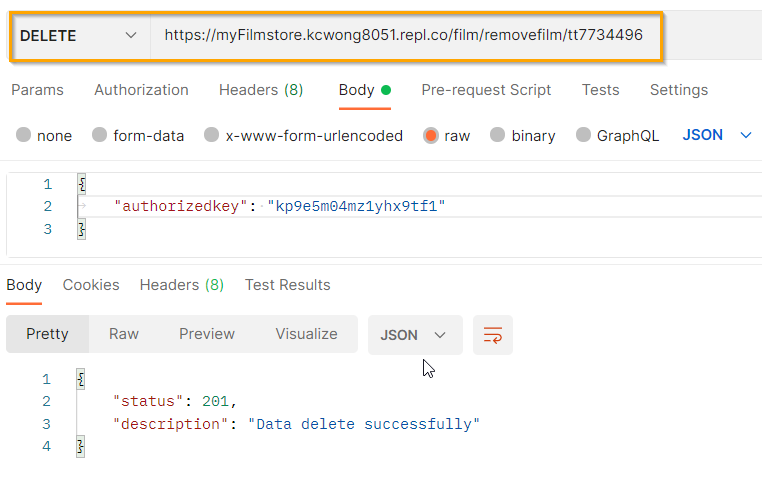 DELETE https://myFilmstore.kcwong8051.repl.co/film/removefilm/tt7734496
Params Authorization Headers (8) Body Pre-request Script Tests Settings
none form-data x-www-form-urlencoded raw binary GraphQL JSON
1 {
2 "authorizedkey": "kp9e5m04mz1yhx9tf1"
3 }
Body Cookies Headers (8) Test Results
Pretty Raw Preview Visualize JSON
1 {
2 "status": 201,
3 "description": "Data delete successfully"
4 }